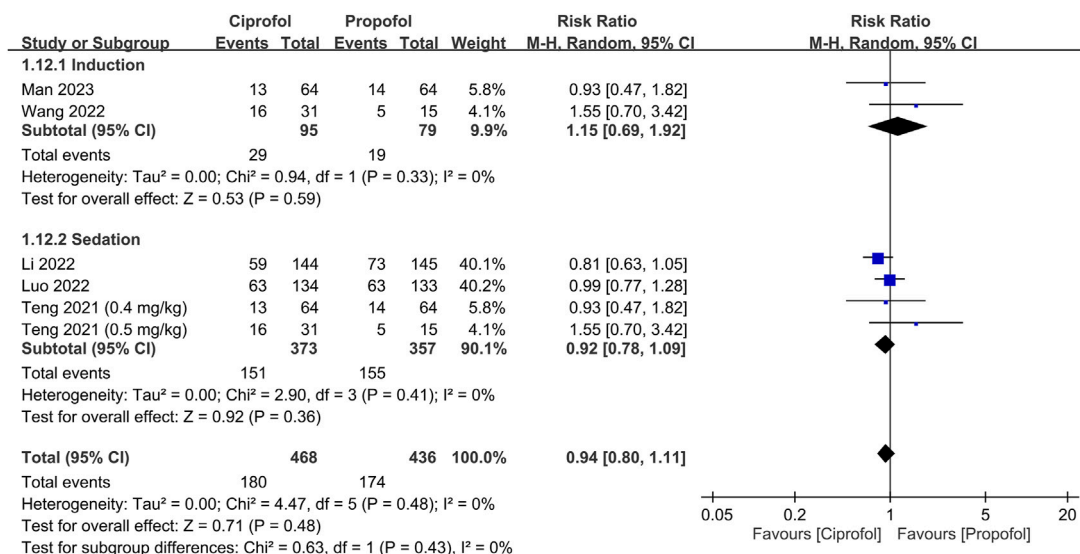 Ciprofol Propofol Risk Ratio Risk Ratio
Study or Subgroup Events Total Events Total Weight M-H, Random, 95% CI M-H, Random, 95% CI
1.12.1 Induction
Man 2023 13 64 14 64 5.8% 0.93 [0.47, 1.82]
Wang 2022 16 31 5 15 4.1% 1.55 [0.70, 3.42]
Subtotal (95% CI) 95 79 9.9% 1.15 [0.69, 1.92]
Total events 29 19
Heterogeneity: Tau² = 0.00; Chi² = 0.94, df = 1 (P = 0.33); I² = 0%
Test for overall effect: Z = 0.53 (P = 0.59)
1.12.2 Sedation
Li 2022 59 144 73 145 40.1% 0.81 [0.63, 1.05]
Luo 2022 63 134 63 133 40.2% 0.99 [0.77, 1.28]
Teng 2021 (0.4 mg/kg) 13 64 14 64 5.8% 0.93 [0.47, 1.82]
Teng 2021 (0.5 mg/kg) 16 31 5 15 4.1% 1.55 [0.70, 3.42]
Subtotal (95% CI) 373 357 90.1% 0.92 [0.78, 1.09]
Total events 151 155
Heterogeneity: Tau² = 0.00; Chi² = 2.90, df = 3 (P = 0.41); I² = 0%
Test for overall effect: Z = 0.92 (P = 0.36)
Total (95% CI) 468 436 100.0% 0.94 [0.80, 1.11]
Total events 180 174
Heterogeneity: Tau² = 0.00; Chi² = 4.47, df = 5 (P = 0.48); I² = 0%
Test for overall effect: Z = 0.71 (P = 0.48)
Test for subgroup differences: Chi² = 0.63, df = 1 (P = 0.43), I² = 0%
0.05 0.2 1 5 20
Favours [Ciprofol] Favours [Propofol]